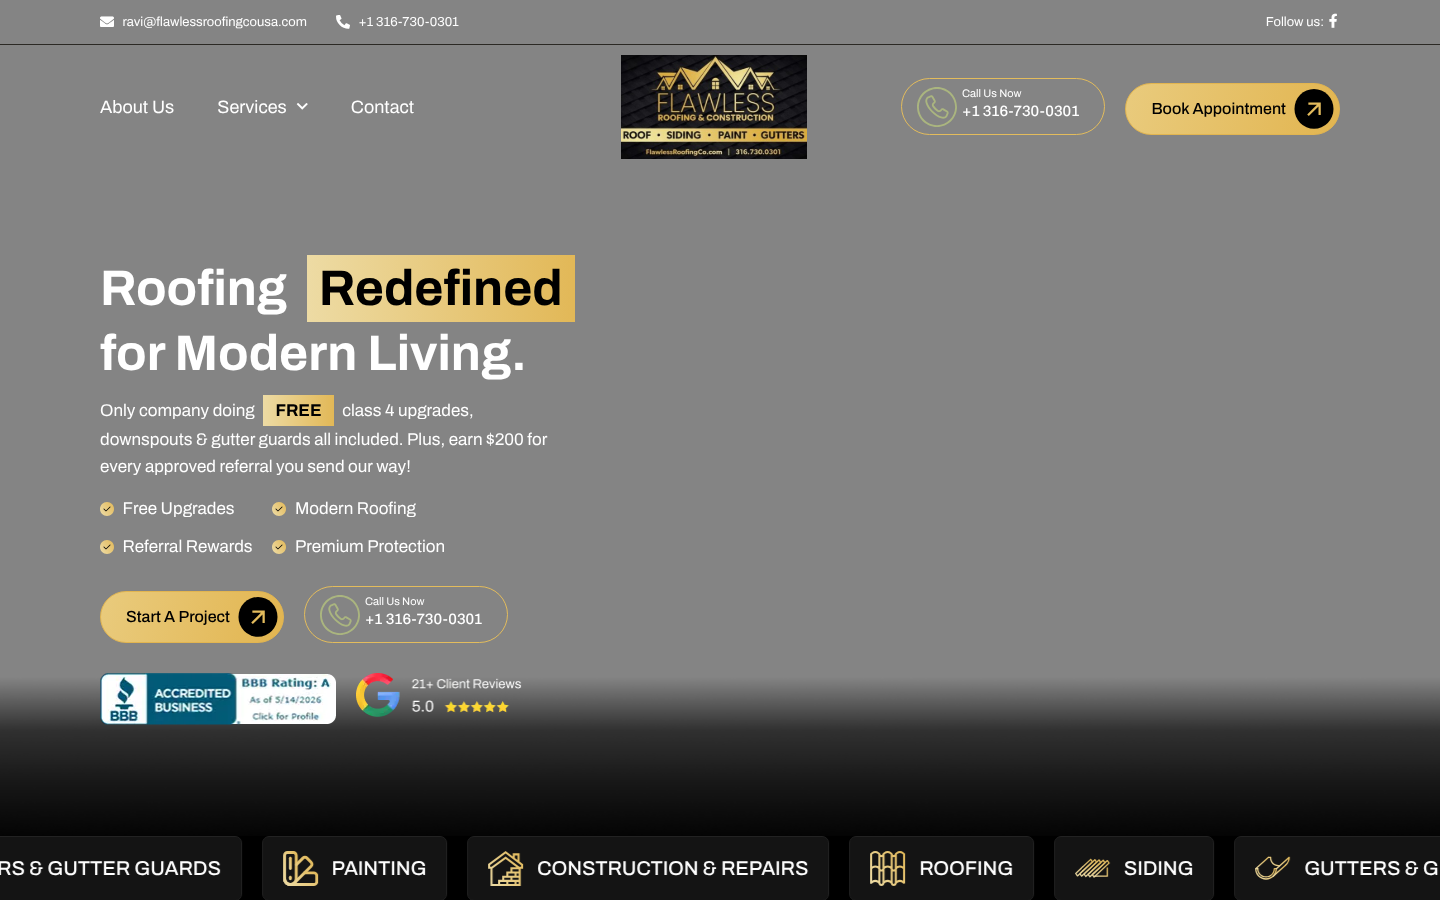 ravi@flawlessroofingcousa.com
+1 316-730-0301
Follow us:
About Us
Services
Contact
FLAWLESS
ROOFING & CONSTRUCTION
ROOF • SIDING • PAINT • GUTTERS
FlawlessRoofingCo.com | 316.730.0301
Call Us Now
+1 316-730-0301
Book Appointment
Roofing Redefined
for Modern Living.
Only company doing FREE class 4 upgrades,
downspouts & gutter guards all included. Plus, earn $200 for
every approved referral you send our way!
Free Upgrades
Modern Roofing
Referral Rewards
Premium Protection
Start A Project
Call Us Now
+1 316-730-0301
BBB
ACCREDITED
BUSINESS
BBB Rating: A
As of 5/14/2026
Click for Profile
21+ Client Reviews
5.0
RS & GUTTER GUARDS
PAINTING
CONSTRUCTION & REPAIRS
ROOFING
SIDING
GUTTERS & G